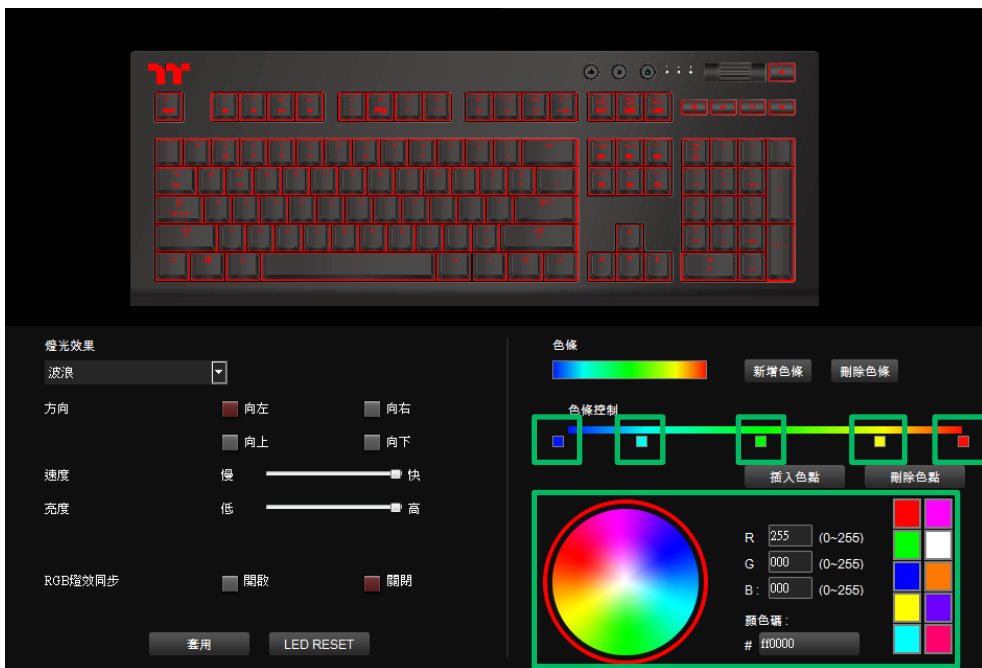 燈光效果
波浪
方向
向左
向右
向上
向下
速度
慢
快
亮度
低
高
RGB燈效同步
開啟
關閉
套用
LED RESET
色條
新增色條
刪除色條
色條控制
插入色點
刪除色點
R: 255 (0~255)
G: 000 (0~255)
B: 000 (0~255)
顏色碼 :
# ff0000